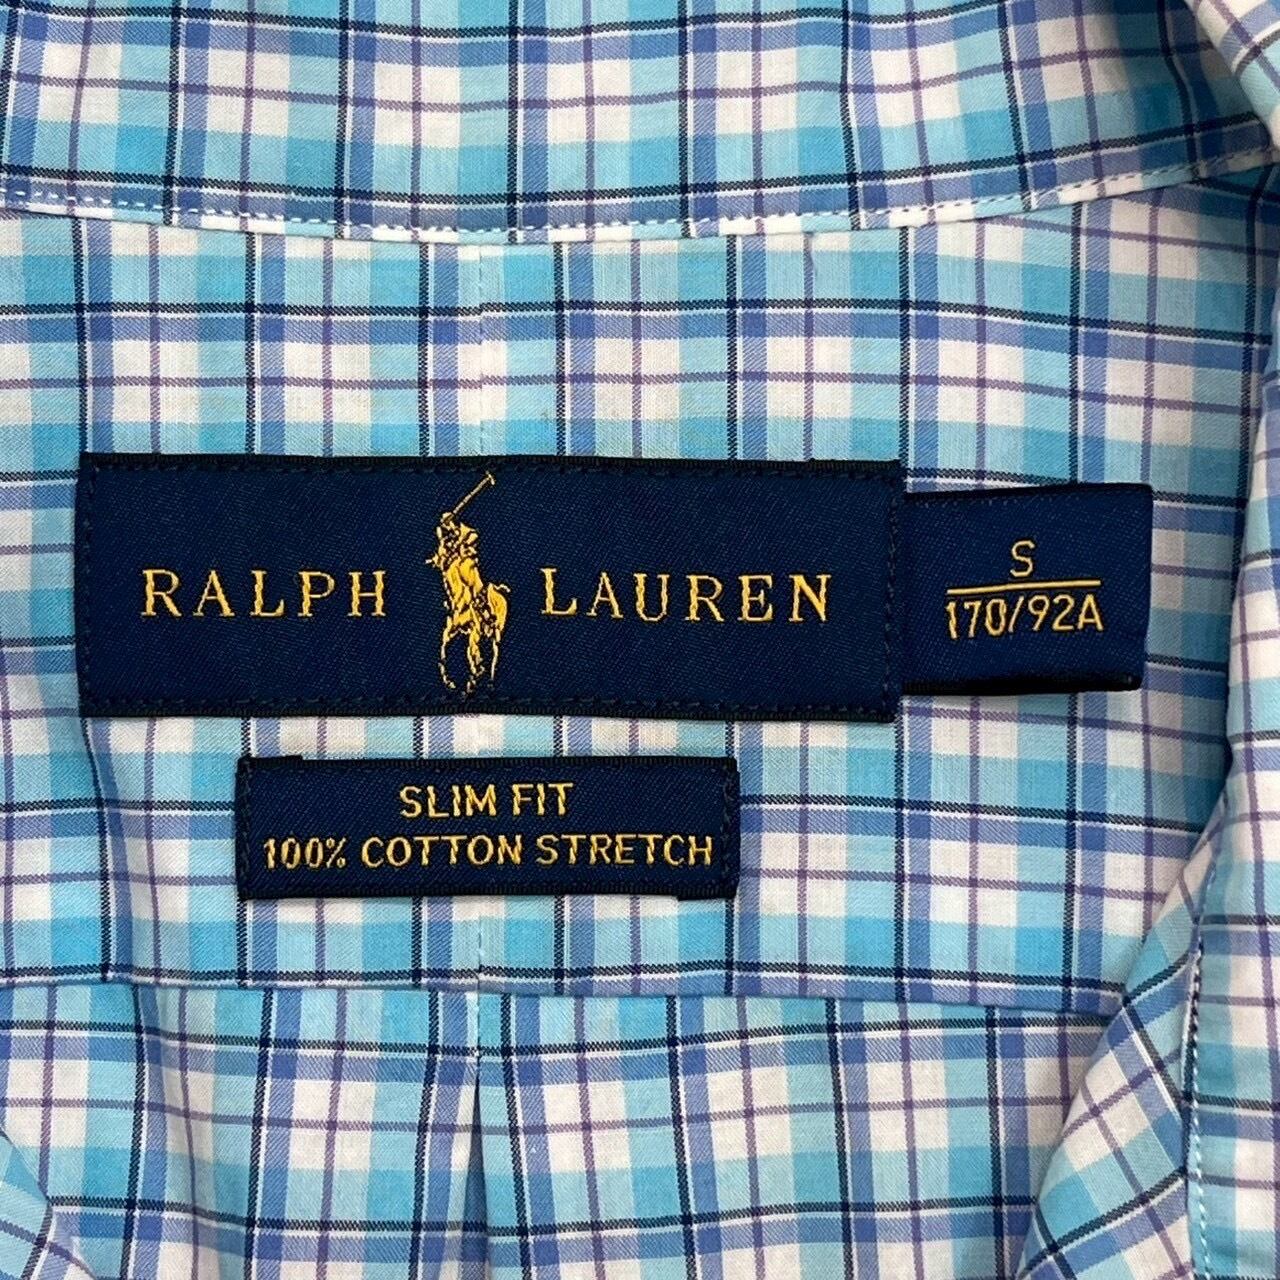 RALPH LAUREN
S
170/92A
SLIM FIT
100% COTTON STRETCH